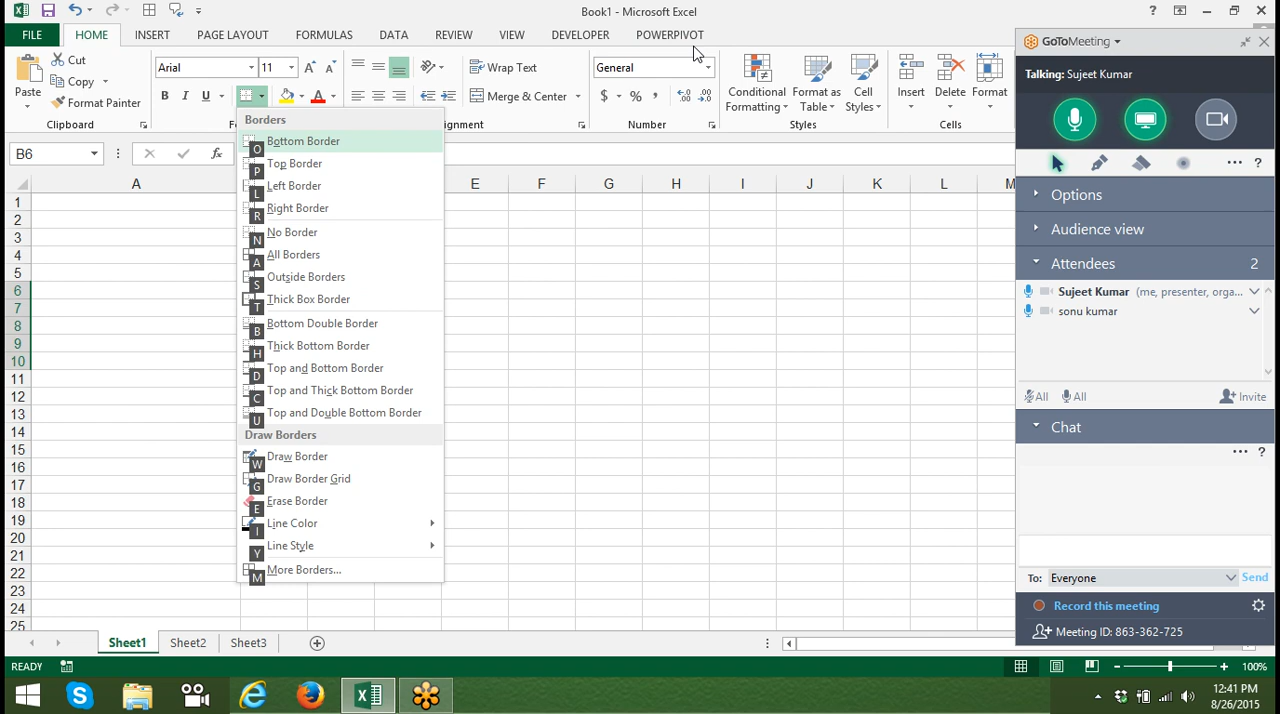 Book1 - Microsoft Excel
FILE HOME INSERT PAGE LAYOUT FORMULAS DATA REVIEW VIEW DEVELOPER POWERPIVOT
Paste
Cut
Copy
Format Painter
Clipboard
Arial 11
B I U A
Wrap Text
Merge & Center
General
$ % ,
Number
Conditional Formatting
Format as Table
Cell Styles
Styles
Insert Delete Format
Cells
B6
fx
A E F G H I J K L M
1
2
3
4
5
6
7
8
9
10
11
12
13
14
15
16
17
18
19
20
21
22
23
24
25
Borders
O Bottom Border
P Top Border
L Left Border
R Right Border
N No Border
A All Borders
S Outside Borders
T Thick Box Border
B Bottom Double Border
H Thick Bottom Border
D Top and Bottom Border
C Top and Thick Bottom Border
U Top and Double Bottom Border
Draw Borders
W Draw Border
G Draw Border Grid
E Erase Border
I Line Color
Y Line Style
M More Borders...
Sheet1 Sheet2 Sheet3
READY
100%
GoToMeeting
Talking: Sujeet Kumar
Options
Audience view
Attendees 2
Sujeet Kumar (me, presenter, orga...
sonu kumar
All All Invite
Chat
To: Everyone Send
Record this meeting
Meeting ID: 863-362-725
12:41 PM
8/26/2015